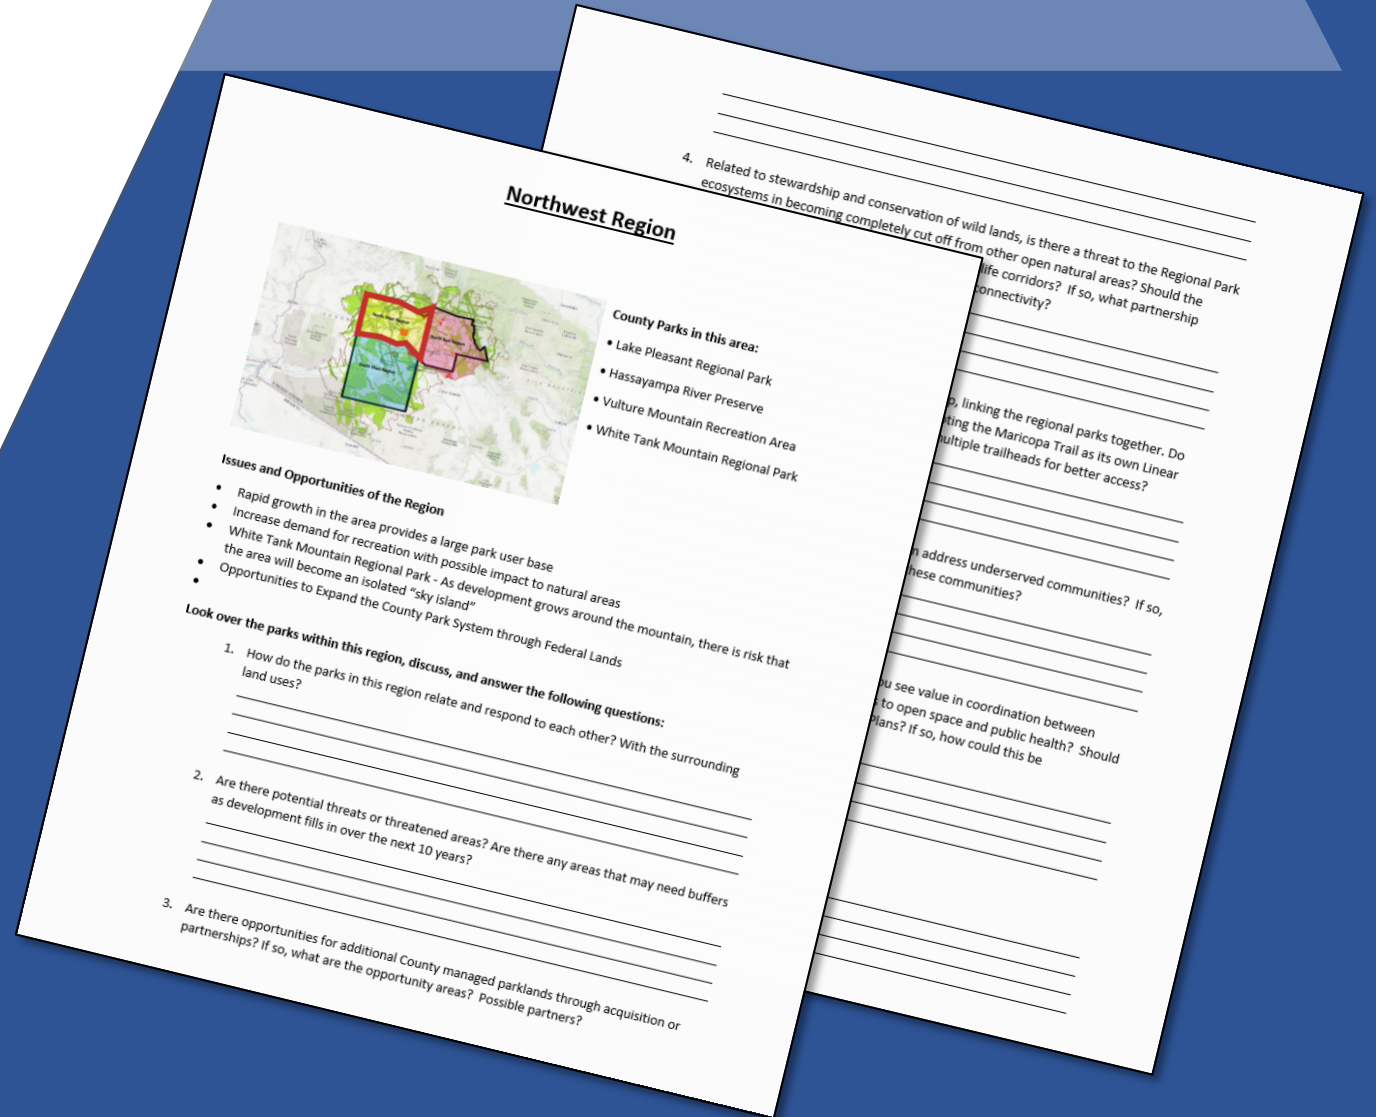 Northwest Region
North West Region
County Parks in this area:
• Lake Pleasant Regional Park
• Hassayampa River Preserve
• Vulture Mountain Recreation Area
• White Tank Mountain Regional Park
Issues and Opportunities of the Region
• Rapid growth in the area provides a large park user base
• Increase demand for recreation with possible impact to natural areas
• White Tank Mountain Regional Park - As development grows around the mountain, there is risk that
the area will become an isolated “sky island”
• Opportunities to Expand the County Park System through Federal Lands
•
Look over the parks within this region, discuss, and answer the following questions:
1. How do the parks in this region relate and respond to each other? With the surrounding
land uses?
2. Are there potential threats or threatened areas? Are there any areas that may need buffers
as development fills in over the next 10 years?
3. Are there opportunities for additional County managed parklands through acquisition or
partnerships? If so, what are the opportunity areas?  Possible partners?
4. Related to stewardship and conservation of wild lands, is there a threat to the Regional Park
ecosystems in becoming completely cut off from other open natural areas? Should the
life corridors?  If so, what partnership
connectivity?
, linking the regional parks together. Do
ting the Maricopa Trail as its own Linear
multiple trailheads for better access?
n address underserved communities?  If so,
these communities?
ou see value in coordination between
s to open space and public health?  Should
Plans? If so, how could this be